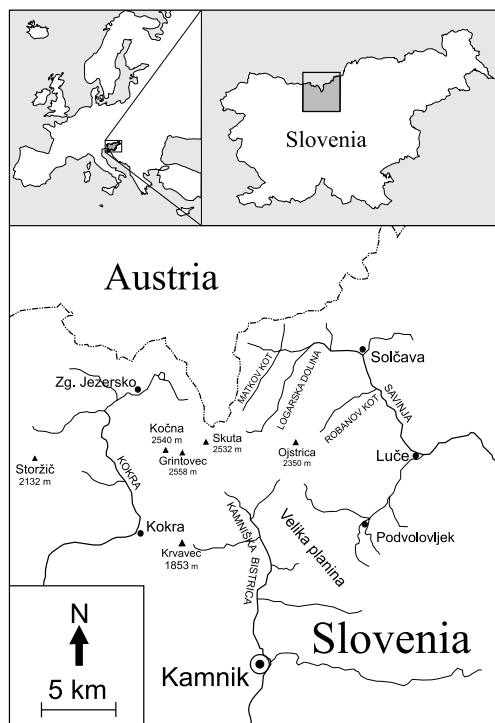 Slovenia
Austria
Solčava
MATKOV KOT
LOGARSKA DOLINA
Zg. Jezersko
SAVINJA
ROBANOV KOT
Kočna
2540 m
Skuta
2532 m
Grintovec
2558 m
Ojstrica
2350 m
Storžič
2132 m
KOKRA
Luče
Kokra
KAMNIŠKA BISTRICA
Velika planina
Podvolovljek
Krvavec
1853 m
N
5 km
Slovenia
Kamnik